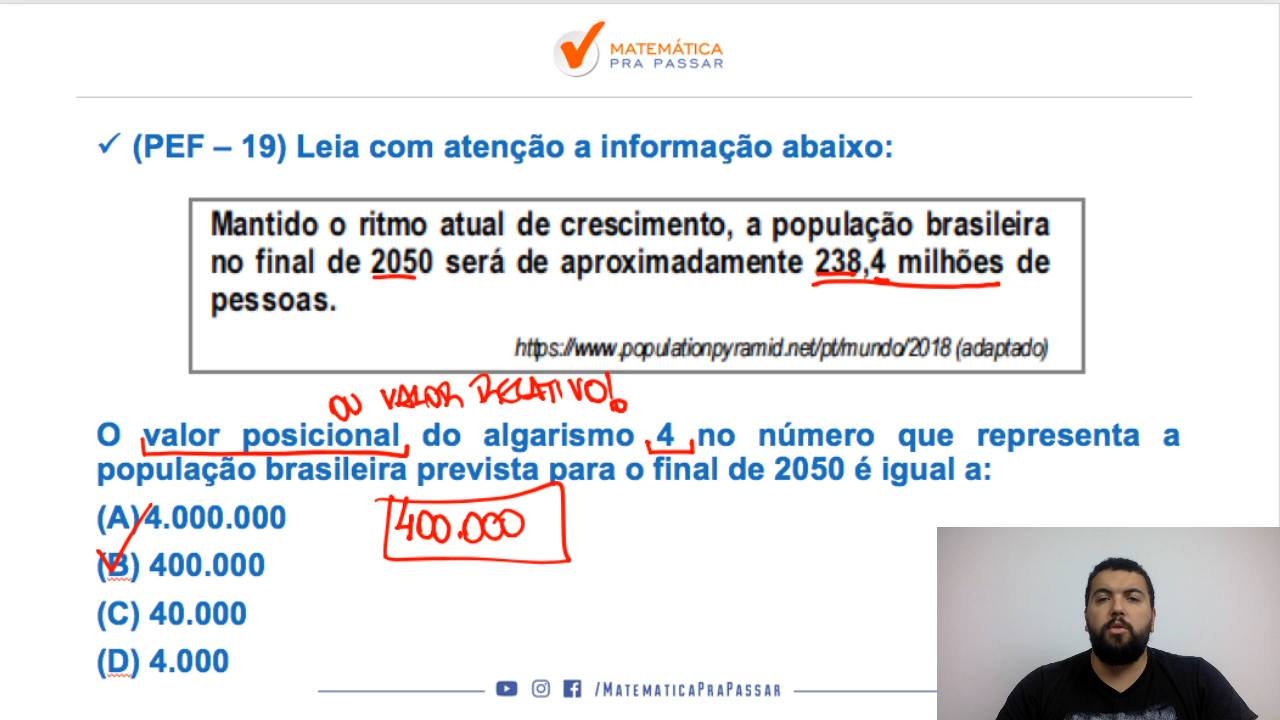 MATEMÁTICA
PRA PASSAR
✓ (PEF – 19) Leia com atenção a informação abaixo:
Mantido o ritmo atual de crescimento, a população brasileira
no final de 2050 será de aproximadamente 238,4 milhões de
pessoas.
https://www.populationpyramid.net/pt/mundo/2018 (adaptado)
OU VALOR RELATIVO!
O valor posicional do algarismo 4 no número que representa a
população brasileira prevista para o final de 2050 é igual a:
(A) 4.000.000
400.000
(B) 400.000
(C) 40.000
(D) 4.000
/MATEMATICAPRAPASSAR